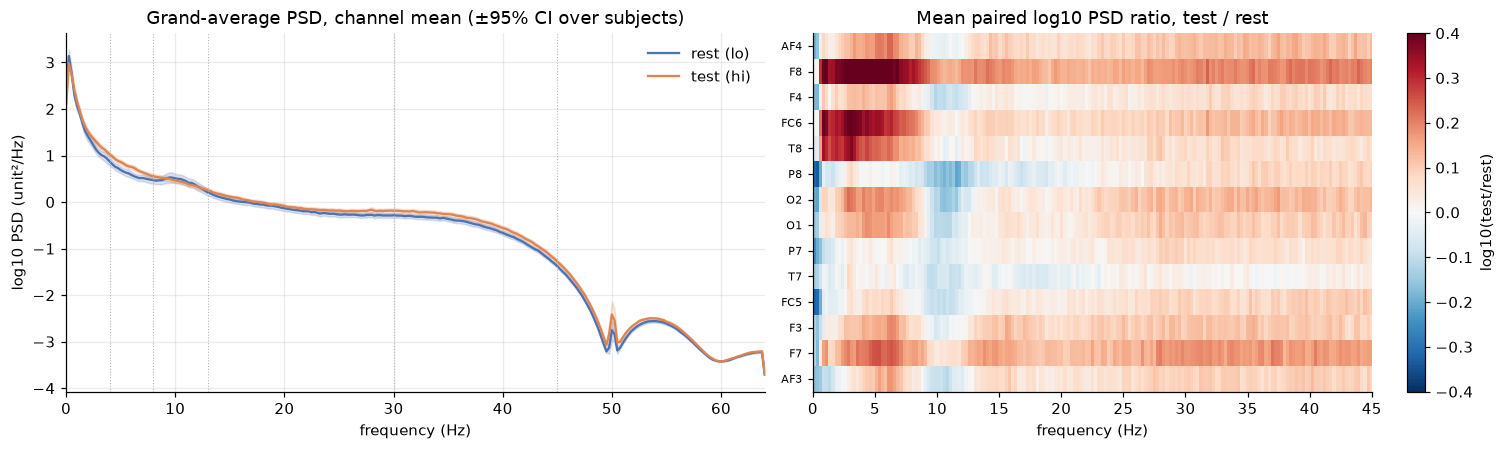 Grand-average PSD, channel mean (±95% CI over subjects)
rest (lo)
test (hi)
log10 PSD (unit²/Hz)
3
2
1
0
−1
−2
−3
−4
0 10 20 30 40 50 60
frequency (Hz)
Mean paired log10 PSD ratio, test / rest
AF4
F8
F4
FC6
T8
P8
O2
O1
P7
T7
FC5
F3
F7
AF3
0 5 10 15 20 25 30 35 40 45
frequency (Hz)
0.4
0.3
0.2
0.1
0.0
−0.1
−0.2
−0.3
−0.4
log10(test/rest)